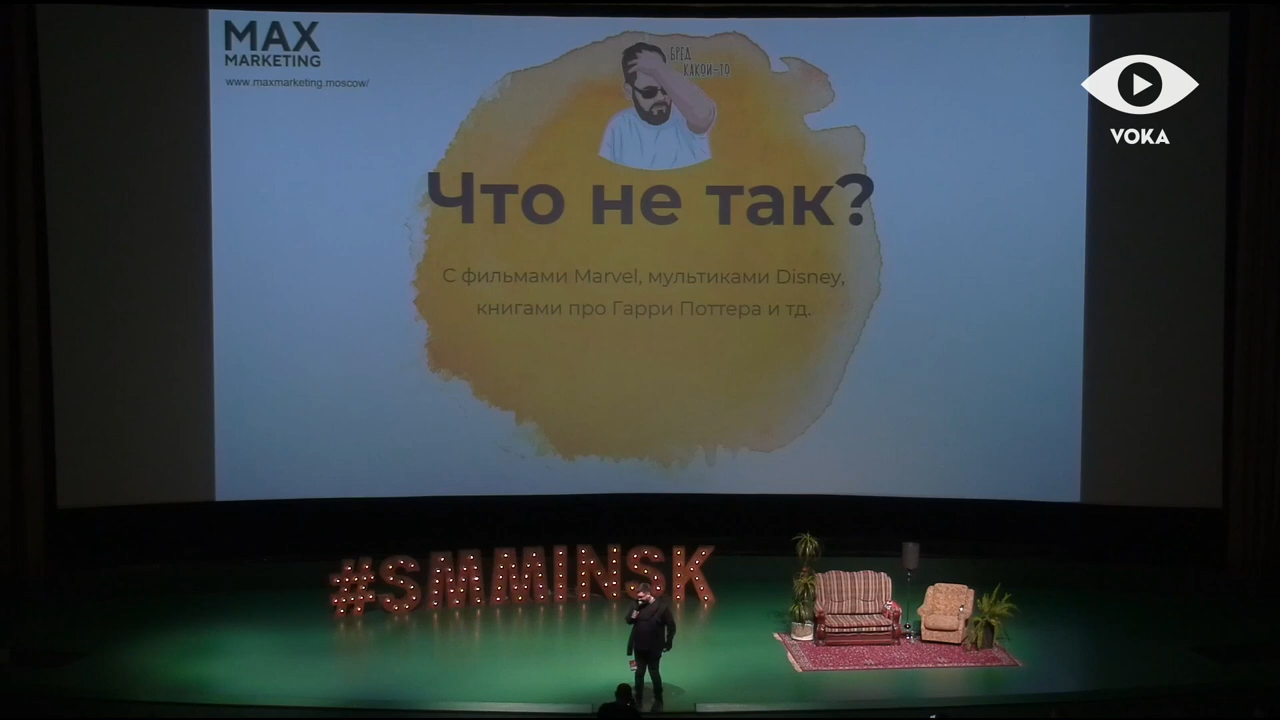 MAX
MARKETING
www.maxmarketing.moscow/
БРЕД
КАКОЙ-ТО
VOKA
Что не так?
С фильмами Marvel, мультиками Disney,
книгами про Гарри Поттера и тд.
#SMMINSK